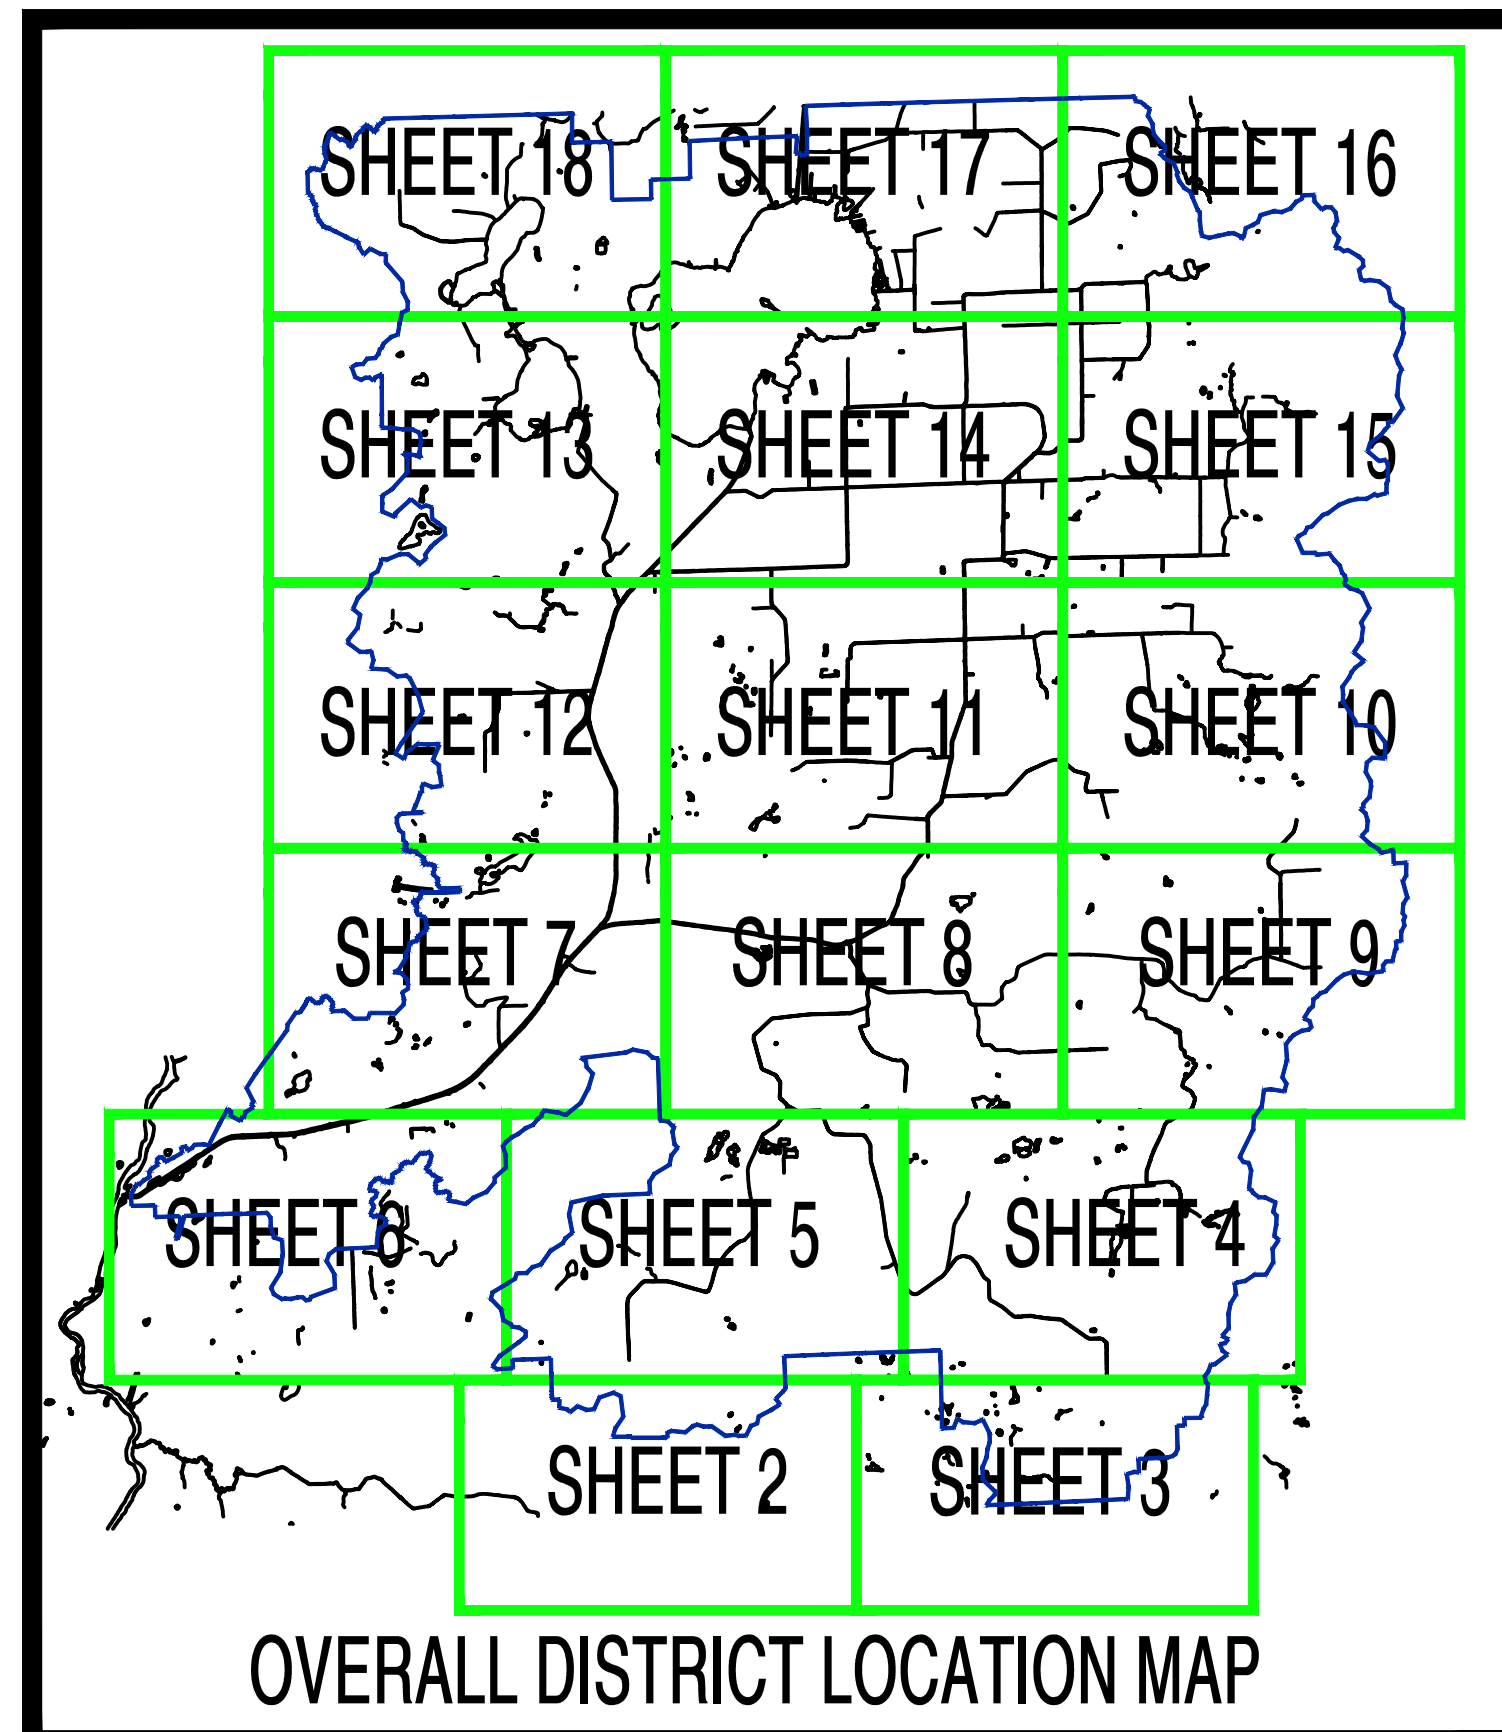 SHEET 18 SHEET 17 SHEET 16
SHEET 13 SHEET 14 SHEET 15
SHEET 12 SHEET 11 SHEET 10
SHEET 7 SHEET 8 SHEET 9
SHEET 6 SHEET 5 SHEET 4
SHEET 2 SHEET 3
OVERALL DISTRICT LOCATION MAP